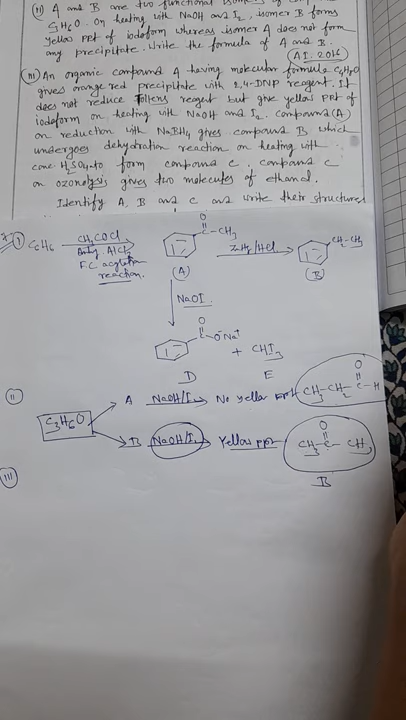 (ii) A and B are two functional isomers of comp
C3H6O. On heating with NaOH and I2, isomer B forms
yellow PPt of iodoform whereas isomer A does not form
any precipitate. Write the formula of A and B.
(AI. 2016)
(iii) An organic compound A having molecular formula C4H8O
gives orange red precipitate with 2,4-DNP reagent. It
does not reduce Tollens reagent but give yellow PPt of
iodoform on heating with NaOH and I2. Compound (A)
on reduction with NaBH4 gives compound B which
undergoes dehydration reaction on heating with
conc H2SO4 to form compound C. Compound C
on ozonolysis gives two molecules of ethanal.
Identify A, B and C and write their structures
(i) C6H6 CH3COCl Anhy. AlCl3 F.C acylation reaction. O C-CH3 Zn-Hg/HCl CH2-CH3
(A) (B)
NaOI.
O
C-O-Na+ + CHI3
D E
(ii) A NaOH/I2 No yellow PPt CH3-CH2-C-H
O
C3H6O
B NaOH/I2 Yellow ppt CH3-C-CH3
O
B
(iii)